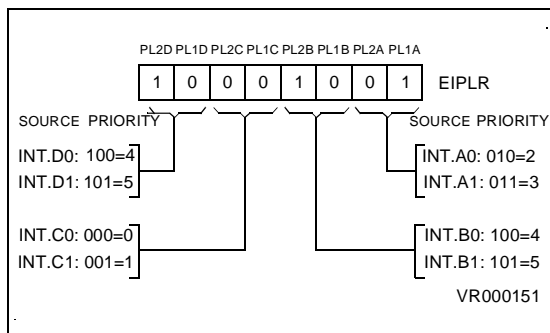 PL2D PL1D PL2C PL1C PL2B PL1B PL2A PL1A
1 0 0 0 1 0 0 1 EIPLR
SOURCE PRIORITY SOURCE PRIORITY
INT.D0: 100=4 INT.A0: 010=2
INT.D1: 101=5 INT.A1: 011=3
INT.C0: 000=0 INT.B0: 100=4
INT.C1: 001=1 INT.B1: 101=5
VR000151